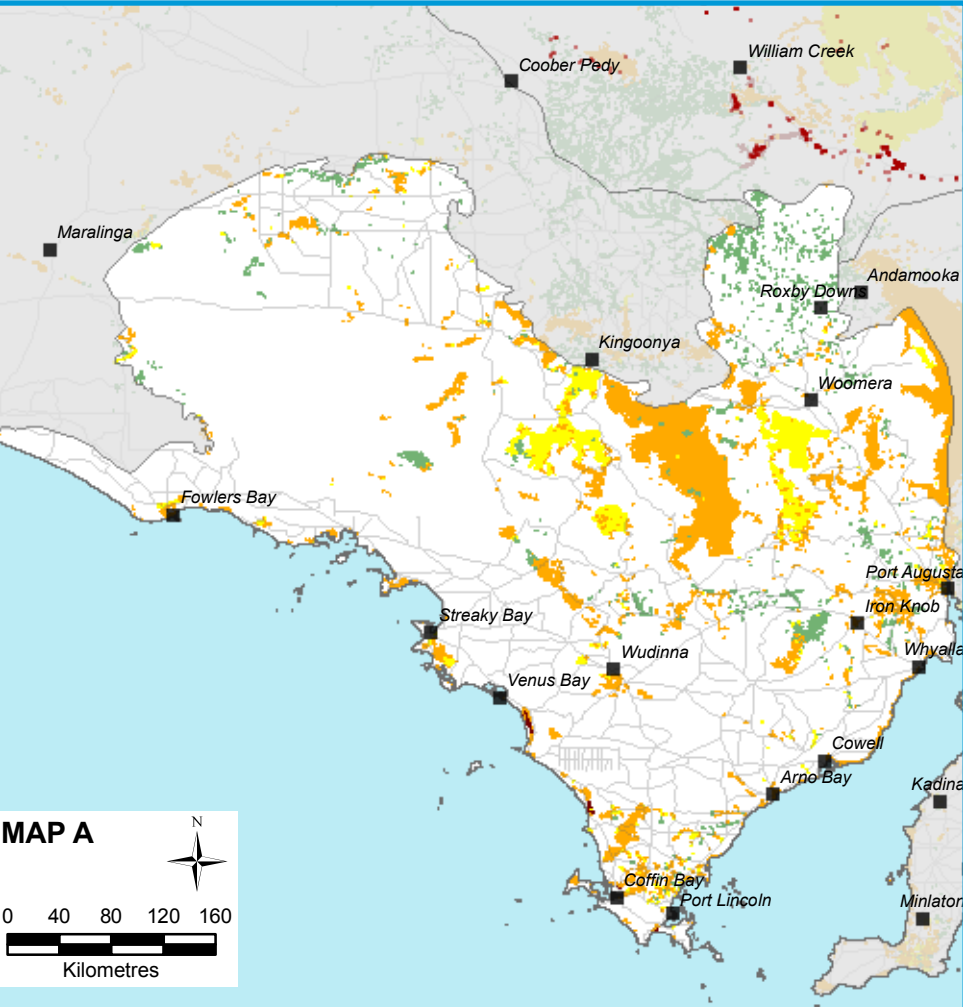 William Creek
Coober Pedy
Maralinga
Andamooka
Roxby Downs
Kingoonya
Woomera
Fowlers Bay
Port Augusta
Iron Knob
Streaky Bay
Wudinna
Whyalla
Venus Bay
Cowell
Arno Bay
Kadina
MAP A
N
Coffin Bay
Port Lincoln
Minlaton
0 40 80 120 160
Kilometres